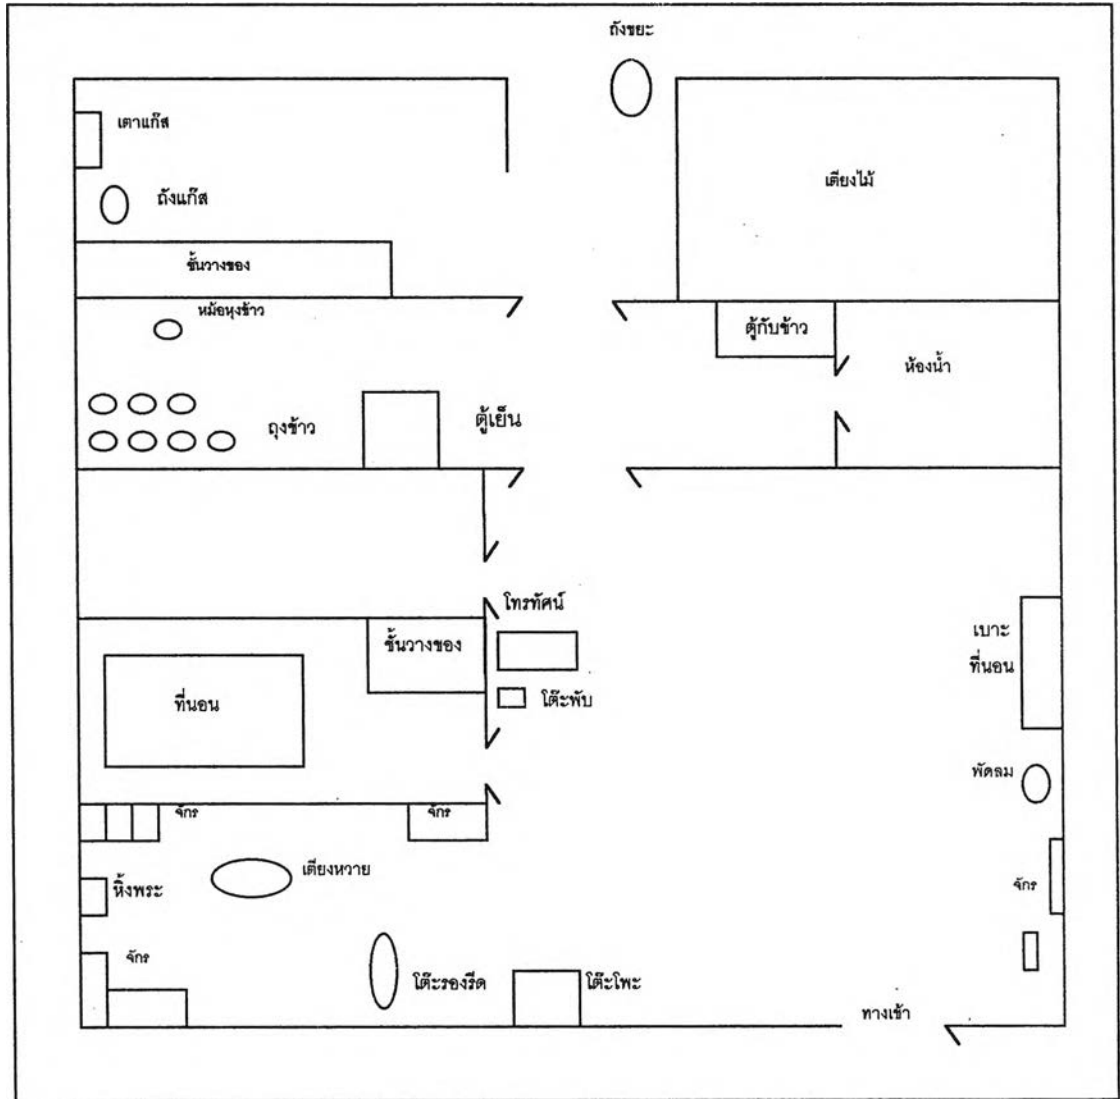 ถังขยะ
เตาแก๊ส
เตียงไม้
ถังแก๊ส
ชั้นวางของ
หม้อหุงข้าว
ตู้กับข้าว
ห้องน้ำ
ถุงข้าว
ตู้เย็น
โทรทัศน์
ชั้นวางของ
เบาะ
ที่นอน
ที่นอน
โต๊ะพับ
พัดลม
จักร
จักร
เตียงหวาย
หิ้งพระ
จักร
จักร
โต๊ะรองรีด
โต๊ะโพะ
ทางเข้า